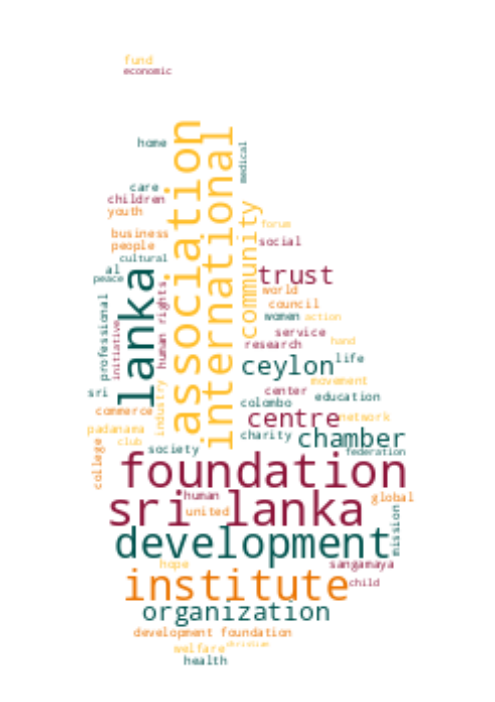 fund
economic
home
medical
care
children
youth
association
international
community
forum
business
people
social
cultural
al
peace
lanka
trust
world
council
professional
initiative
human rights
women
action
service
research
hand
ceylon
life
movement
sri
center
education
colombo
commerce
industry
centre
network
padanama
club
charity
chamber
college
society
federation
foundation
human
global
sri lanka
united
mission
development
hope
sangamaya
institute
child
organization
development foundation
christian
welfare
health